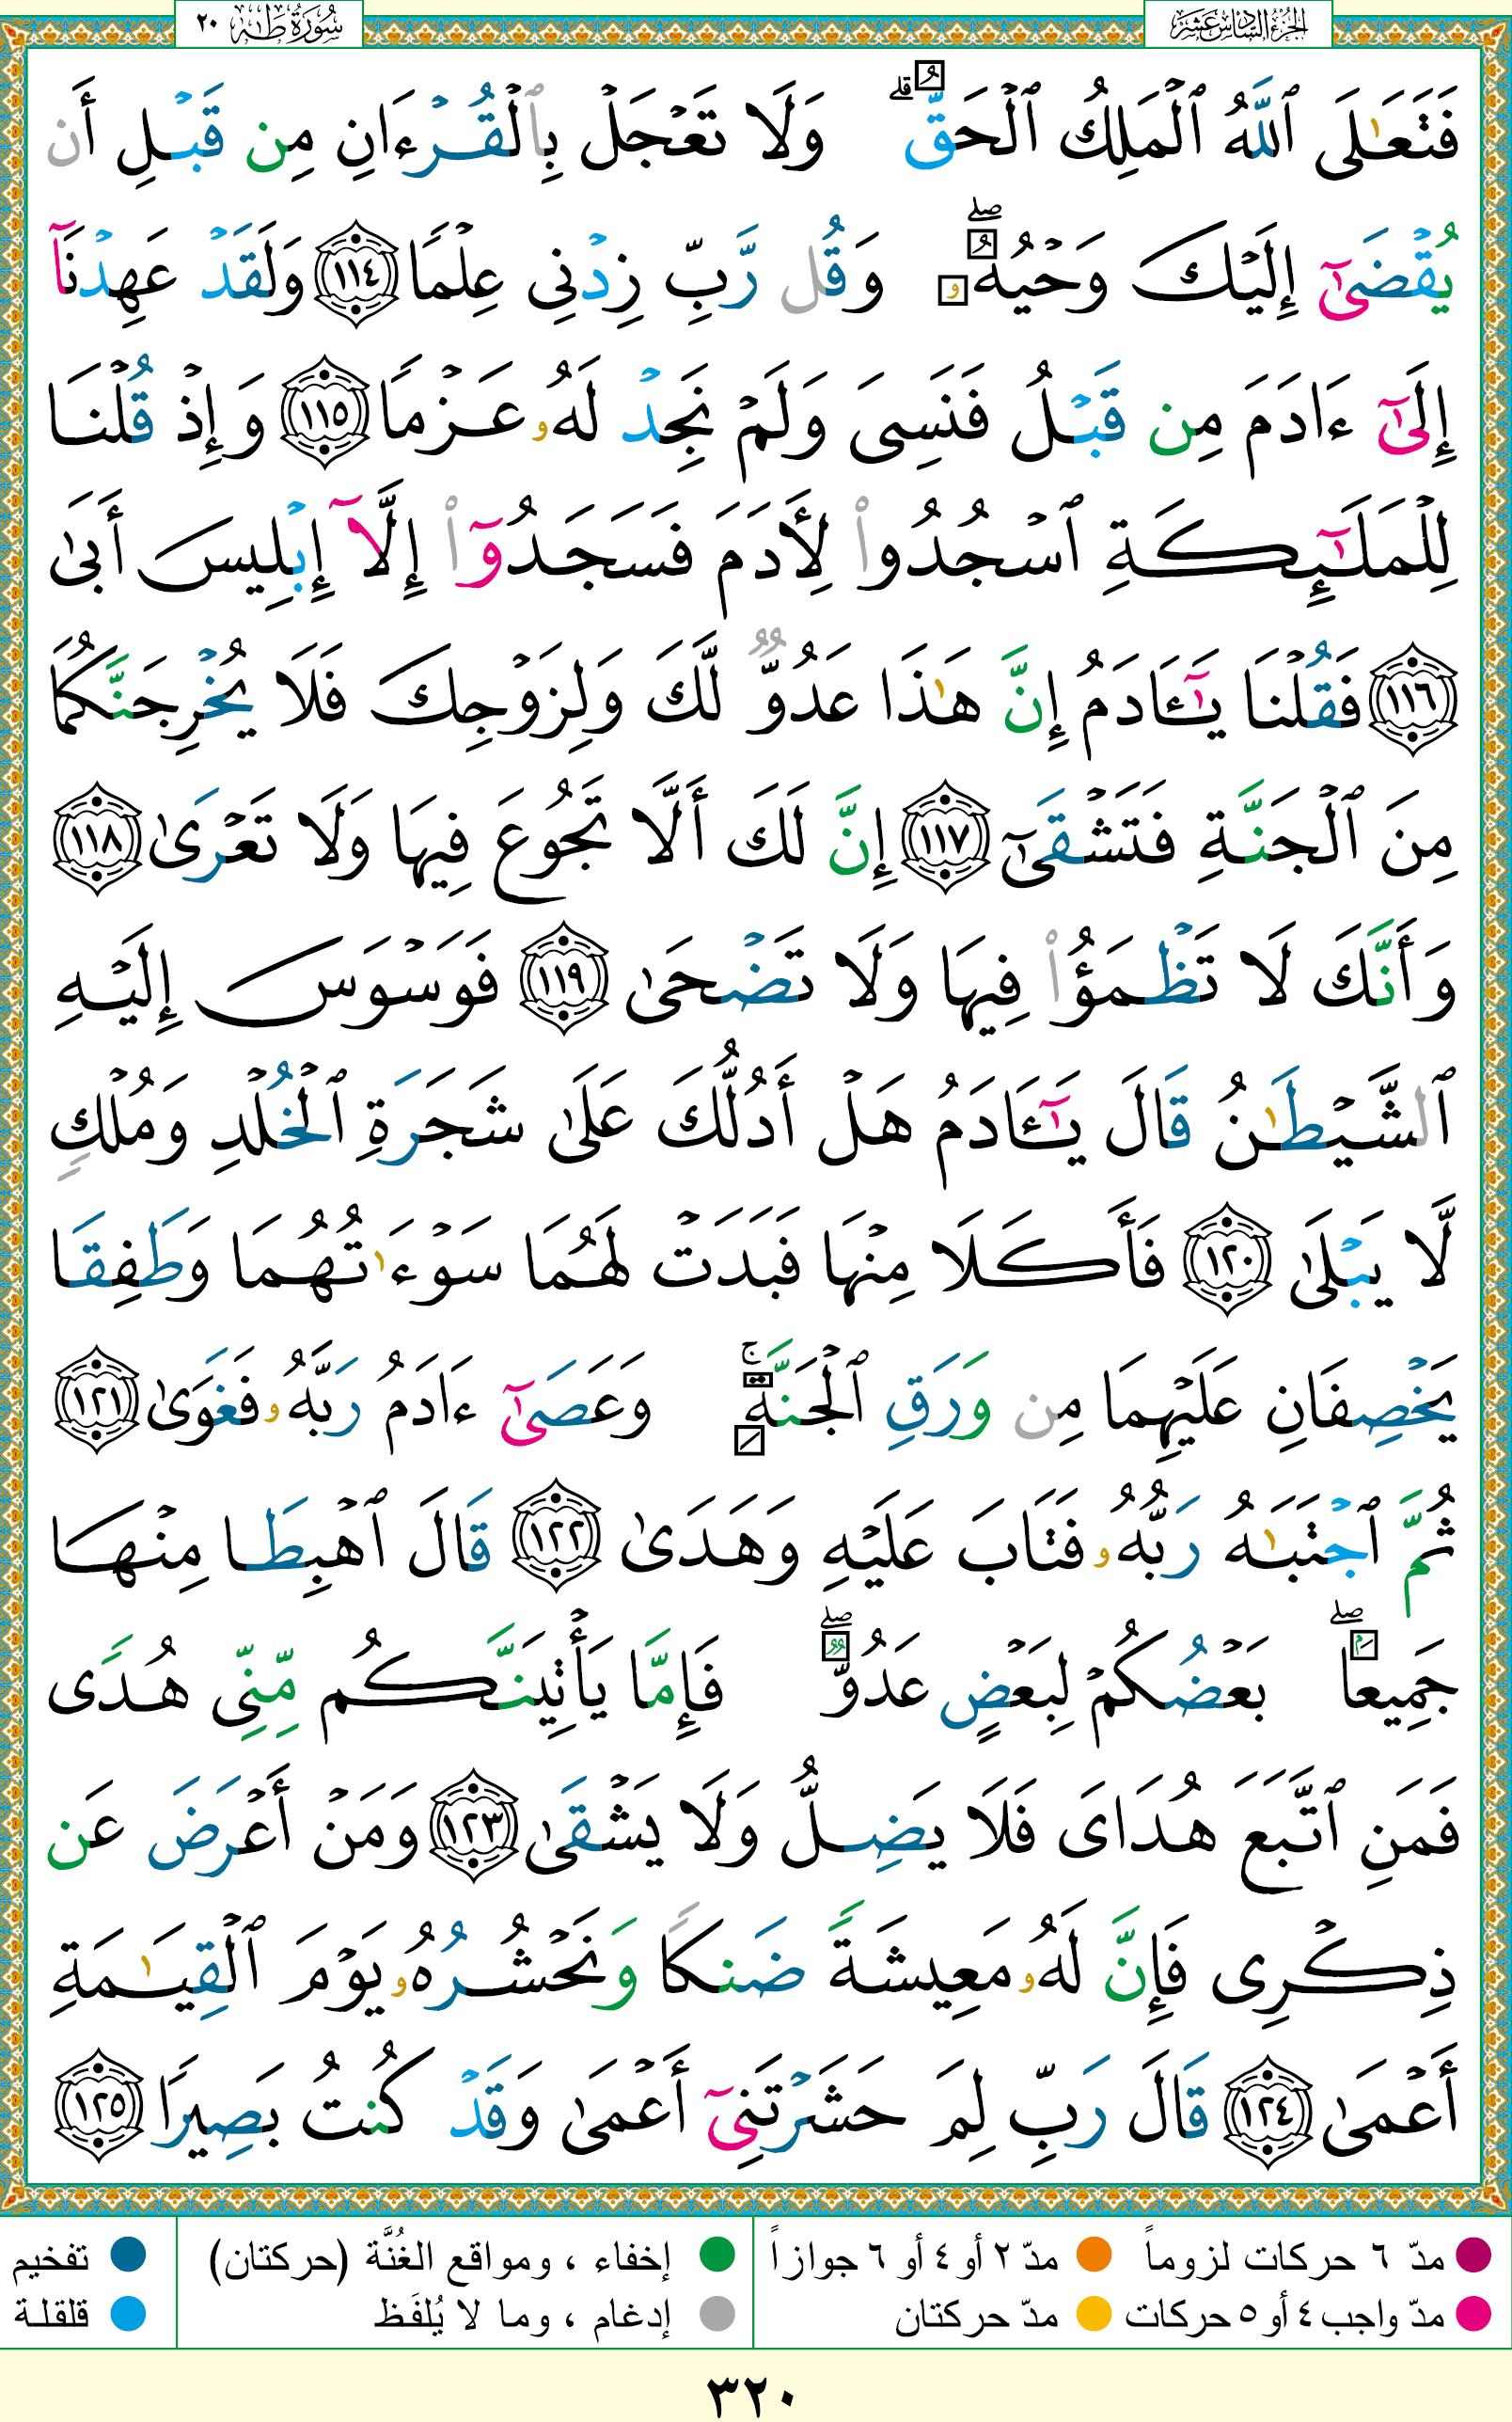 الجزء السادس عشر
سورة طه ٢٠
فَتَعَٰلَى ٱللَّهُ ٱلْمَلِكُ ٱلْحَقُّ ۗ وَلَا تَعْجَلْ بِٱلْقُرْءَانِ مِن قَبْلِ أَن
يُقْضَىٰٓ إِلَيْكَ وَحْيُهُۥ ۖ وَقُل رَّبِّ زِدْنِى عِلْمًا ١١٤ وَلَقَدْ عَهِدْنَآ
إِلَىٰٓ ءَادَمَ مِن قَبْلُ فَنَسِىَ وَلَمْ نَجِدْ لَهُۥ عَزْمًا ١١٥ وَإِذْ قُلْنَا
لِلْمَلَٰٓئِكَةِ ٱسْجُدُوا۟ لِأَدَمَ فَسَجَدُوٓا۟ إِلَّآ إِبْلِيسَ أَبَىٰ
١١٦ فَقُلْنَا يَٰٓـَٔادَمُ إِنَّ هَٰذَا عَدُوٌّ لَّكَ وَلِزَوْجِكَ فَلَا يُخْرِجَنَّكُمَا
مِنَ ٱلْجَنَّةِ فَتَشْقَىٰٓ ١١٧ إِنَّ لَكَ أَلَّا تَجُوعَ فِيهَا وَلَا تَعْرَىٰ ١١٨
وَأَنَّكَ لَا تَظْمَؤُا۟ فِيهَا وَلَا تَضْحَىٰ ١١٩ فَوَسْوَسَ إِلَيْهِ
ٱلشَّيْطَٰنُ قَالَ يَٰٓـَٔادَمُ هَلْ أَدُلُّكَ عَلَىٰ شَجَرَةِ ٱلْخُلْدِ وَمُلْكٍ
لَّا يَبْلَىٰ ١٢٠ فَأَكَلَا مِنْهَا فَبَدَتْ لَهُمَا سَوْءَٰتُهُمَا وَطَفِقَا
يَخْصِفَانِ عَلَيْهِمَا مِن وَرَقِ ٱلْجَنَّةِ ۚ وَعَصَىٰٓ ءَادَمُ رَبَّهُۥ فَغَوَىٰ ١٢١
ثُمَّ ٱجْتَبَٰهُ رَبُّهُۥ فَتَابَ عَلَيْهِ وَهَدَىٰ ١٢٢ قَالَ ٱهْبِطَا مِنْهَا
جَمِيعًۢا ۖ بَعْضُكُمْ لِبَعْضٍ عَدُوٌّ ۖ فَإِمَّا يَأْتِيَنَّكُم مِّنِّى هُدًى
فَمَنِ ٱتَّبَعَ هُدَاىَ فَلَا يَضِلُّ وَلَا يَشْقَىٰ ١٢٣ وَمَنْ أَعْرَضَ عَن
ذِكْرِى فَإِنَّ لَهُۥ مَعِيشَةً ضَنكًا وَنَحْشُرُهُۥ يَوْمَ ٱلْقِيَٰمَةِ
أَعْمَىٰ ١٢٤ قَالَ رَبِّ لِمَ حَشَرْتَنِىٓ أَعْمَىٰ وَقَدْ كُنتُ بَصِيرًا ١٢٥
مدّ ٦ حركات لزوماً مدّ ٢ أو ٤ أو ٦ جوازاً إخفاء ، ومواقع الغُنَّة (حركتان) تفخيم
مدّ واجب ٤ أو ٥ حركات مدّ حركتان إدغام ، وما لا يُلفَظ قلقلة
٣٢٠